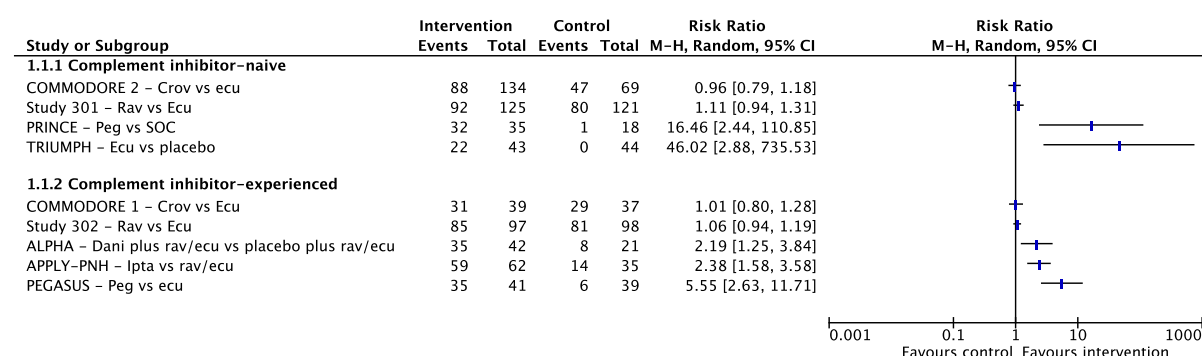 Intervention Control Risk Ratio Risk Ratio
Study or Subgroup Events Total Events Total M-H, Random, 95% CI M-H, Random, 95% CI
1.1.1 Complement inhibitor-naive
COMMODORE 2 - Crov vs ecu 88 134 47 69 0.96 [0.79, 1.18]
Study 301 - Rav vs Ecu 92 125 80 121 1.11 [0.94, 1.31]
PRINCE - Peg vs SOC 32 35 1 18 16.46 [2.44, 110.85]
TRIUMPH - Ecu vs placebo 22 43 0 44 46.02 [2.88, 735.53]
1.1.2 Complement inhibitor-experienced
COMMODORE 1 - Crov vs Ecu 31 39 29 37 1.01 [0.80, 1.28]
Study 302 - Rav vs Ecu 85 97 81 98 1.06 [0.94, 1.19]
ALPHA - Dani plus rav/ecu vs placebo plus rav/ecu 35 42 8 21 2.19 [1.25, 3.84]
APPLY-PNH - Ipta vs rav/ecu 59 62 14 35 2.38 [1.58, 3.58]
PEGASUS - Peg vs ecu 35 41 6 39 5.55 [2.63, 11.71]
0.001 0.1 1 10 1000
Favours control Favours intervention